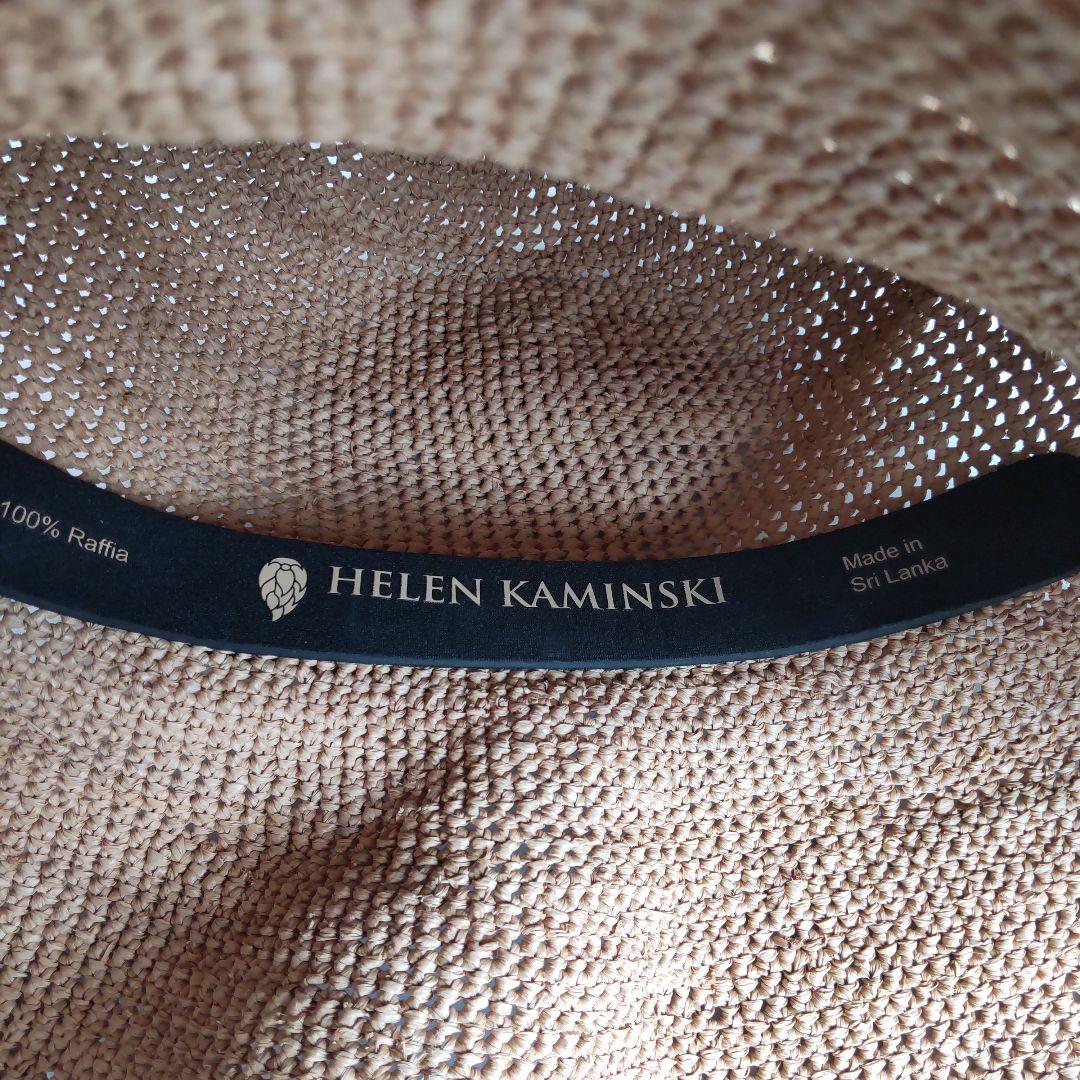 100% Raffia
HELEN KAMINSKI
Made in
Sri Lanka